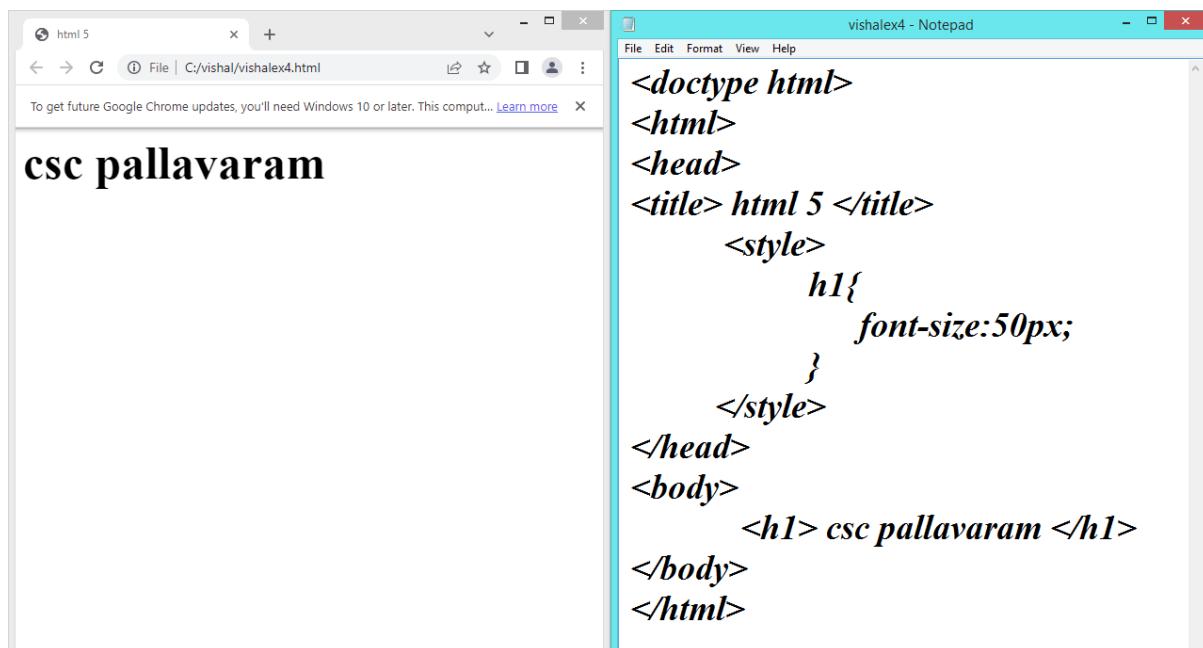 html 5
File C:/vishal/vishalex4.html
To get future Google Chrome updates, you'll need Windows 10 or later. This comput... Learn more
csc pallavaram
vishalex4 - Notepad
File Edit Format View Help
<doctype html>
<html>
<head>
<title> html 5 </title>
<style>
h1{
font-size:50px;
}
</style>
</head>
<body>
<h1> csc pallavaram </h1>
</body>
</html>